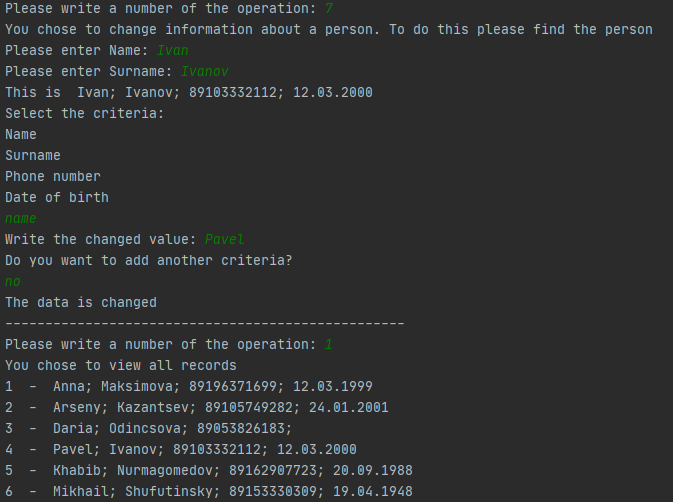 Please write a number of the operation: 7
You chose to change information about a person. To do this please find the person
Please enter Name: Ivan
Please enter Surname: Ivanov
This is  Ivan; Ivanov; 89103332112; 12.03.2000
Select the criteria:
Name
Surname
Phone number
Date of birth
name
Write the changed value: Pavel
Do you want to add another criteria?
no
The data is changed
--------------------------------------------------
Please write a number of the operation: 1
You chose to view all records
1  -  Anna; Maksimova; 89196371699; 12.03.1999
2  -  Arseny; Kazantsev; 89105749282; 24.01.2001
3  -  Daria; Odincsova; 89053826183;
4  -  Pavel; Ivanov; 89103332112; 12.03.2000
5  -  Khabib; Nurmagomedov; 89162907723; 20.09.1988
6  -  Mikhail; Shufutinsky; 89153330309; 19.04.1948